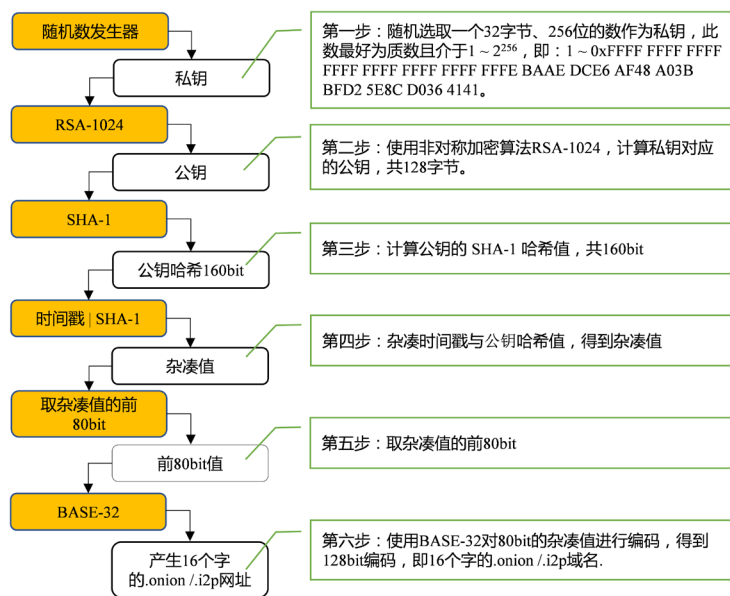 随机数发生器
私钥
RSA-1024
公钥
SHA-1
公钥哈希160bit
时间戳 | SHA-1
杂凑值
取杂凑值的前
80bit
前80bit值
BASE-32
产生16个字
的.onion /.i2p网址
第一步：随机选取一个32字节、256位的数作为私钥，此
数最好为质数且介于1 ~ 2²⁵⁶，即：1 ~ 0xFFFF FFFF FFFF
FFFF FFFF FFFF FFFF FFFE BAAE DCE6 AF48 A03B
BFD2 5E8C D036 4141。
第二步：使用非对称加密算法RSA-1024，计算私钥对应
的公钥，共128字节。
第三步：计算公钥的 SHA-1 哈希值，共160bit
第四步：杂凑时间戳与公钥哈希值，得到杂凑值
第五步：取杂凑值的前80bit
第六步：使用BASE-32对80bit的杂凑值进行编码，得到
128bit编码，即16个字的.onion /.i2p域名.